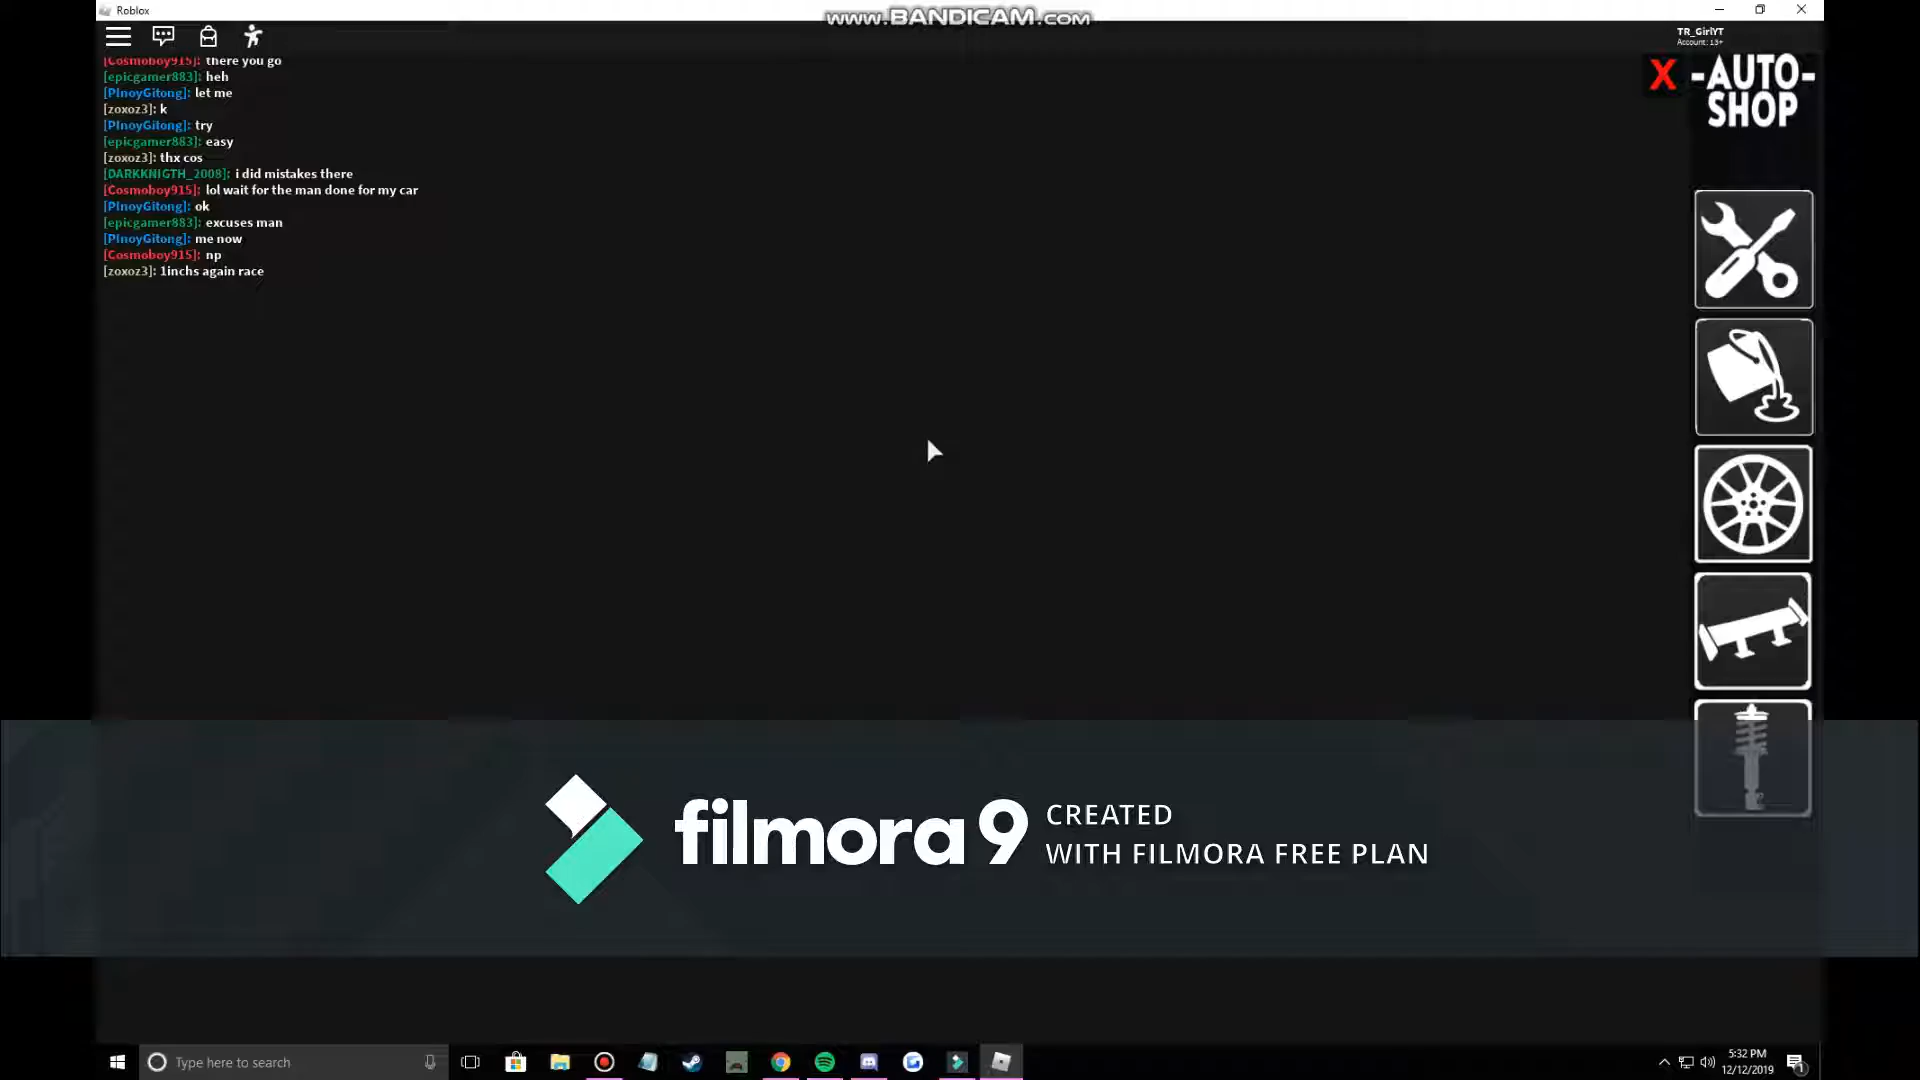 Roblox
www.BANDICAM.com
TR_GirlYT
Account: 13+
[Cosmoboy915]: there you go
[epicgamer883]: heh
[PInoyGitong]: let me
[zoxoz3]: k
[PInoyGitong]: try
[epicgamer883]: easy
[zoxoz3]: thx cos
[DARKKNIGTH_2008]: i did mistakes there
[Cosmoboy915]: lol wait for the man done for my car
[PInoyGitong]: ok
[epicgamer883]: excuses man
[PInoyGitong]: me now
[Cosmoboy915]: np
[zoxoz3]: 1inchs again race
X
-AUTO-
SHOP
filmora 9
CREATED
WITH FILMORA FREE PLAN
Type here to search
5:32 PM
12/12/2019
1